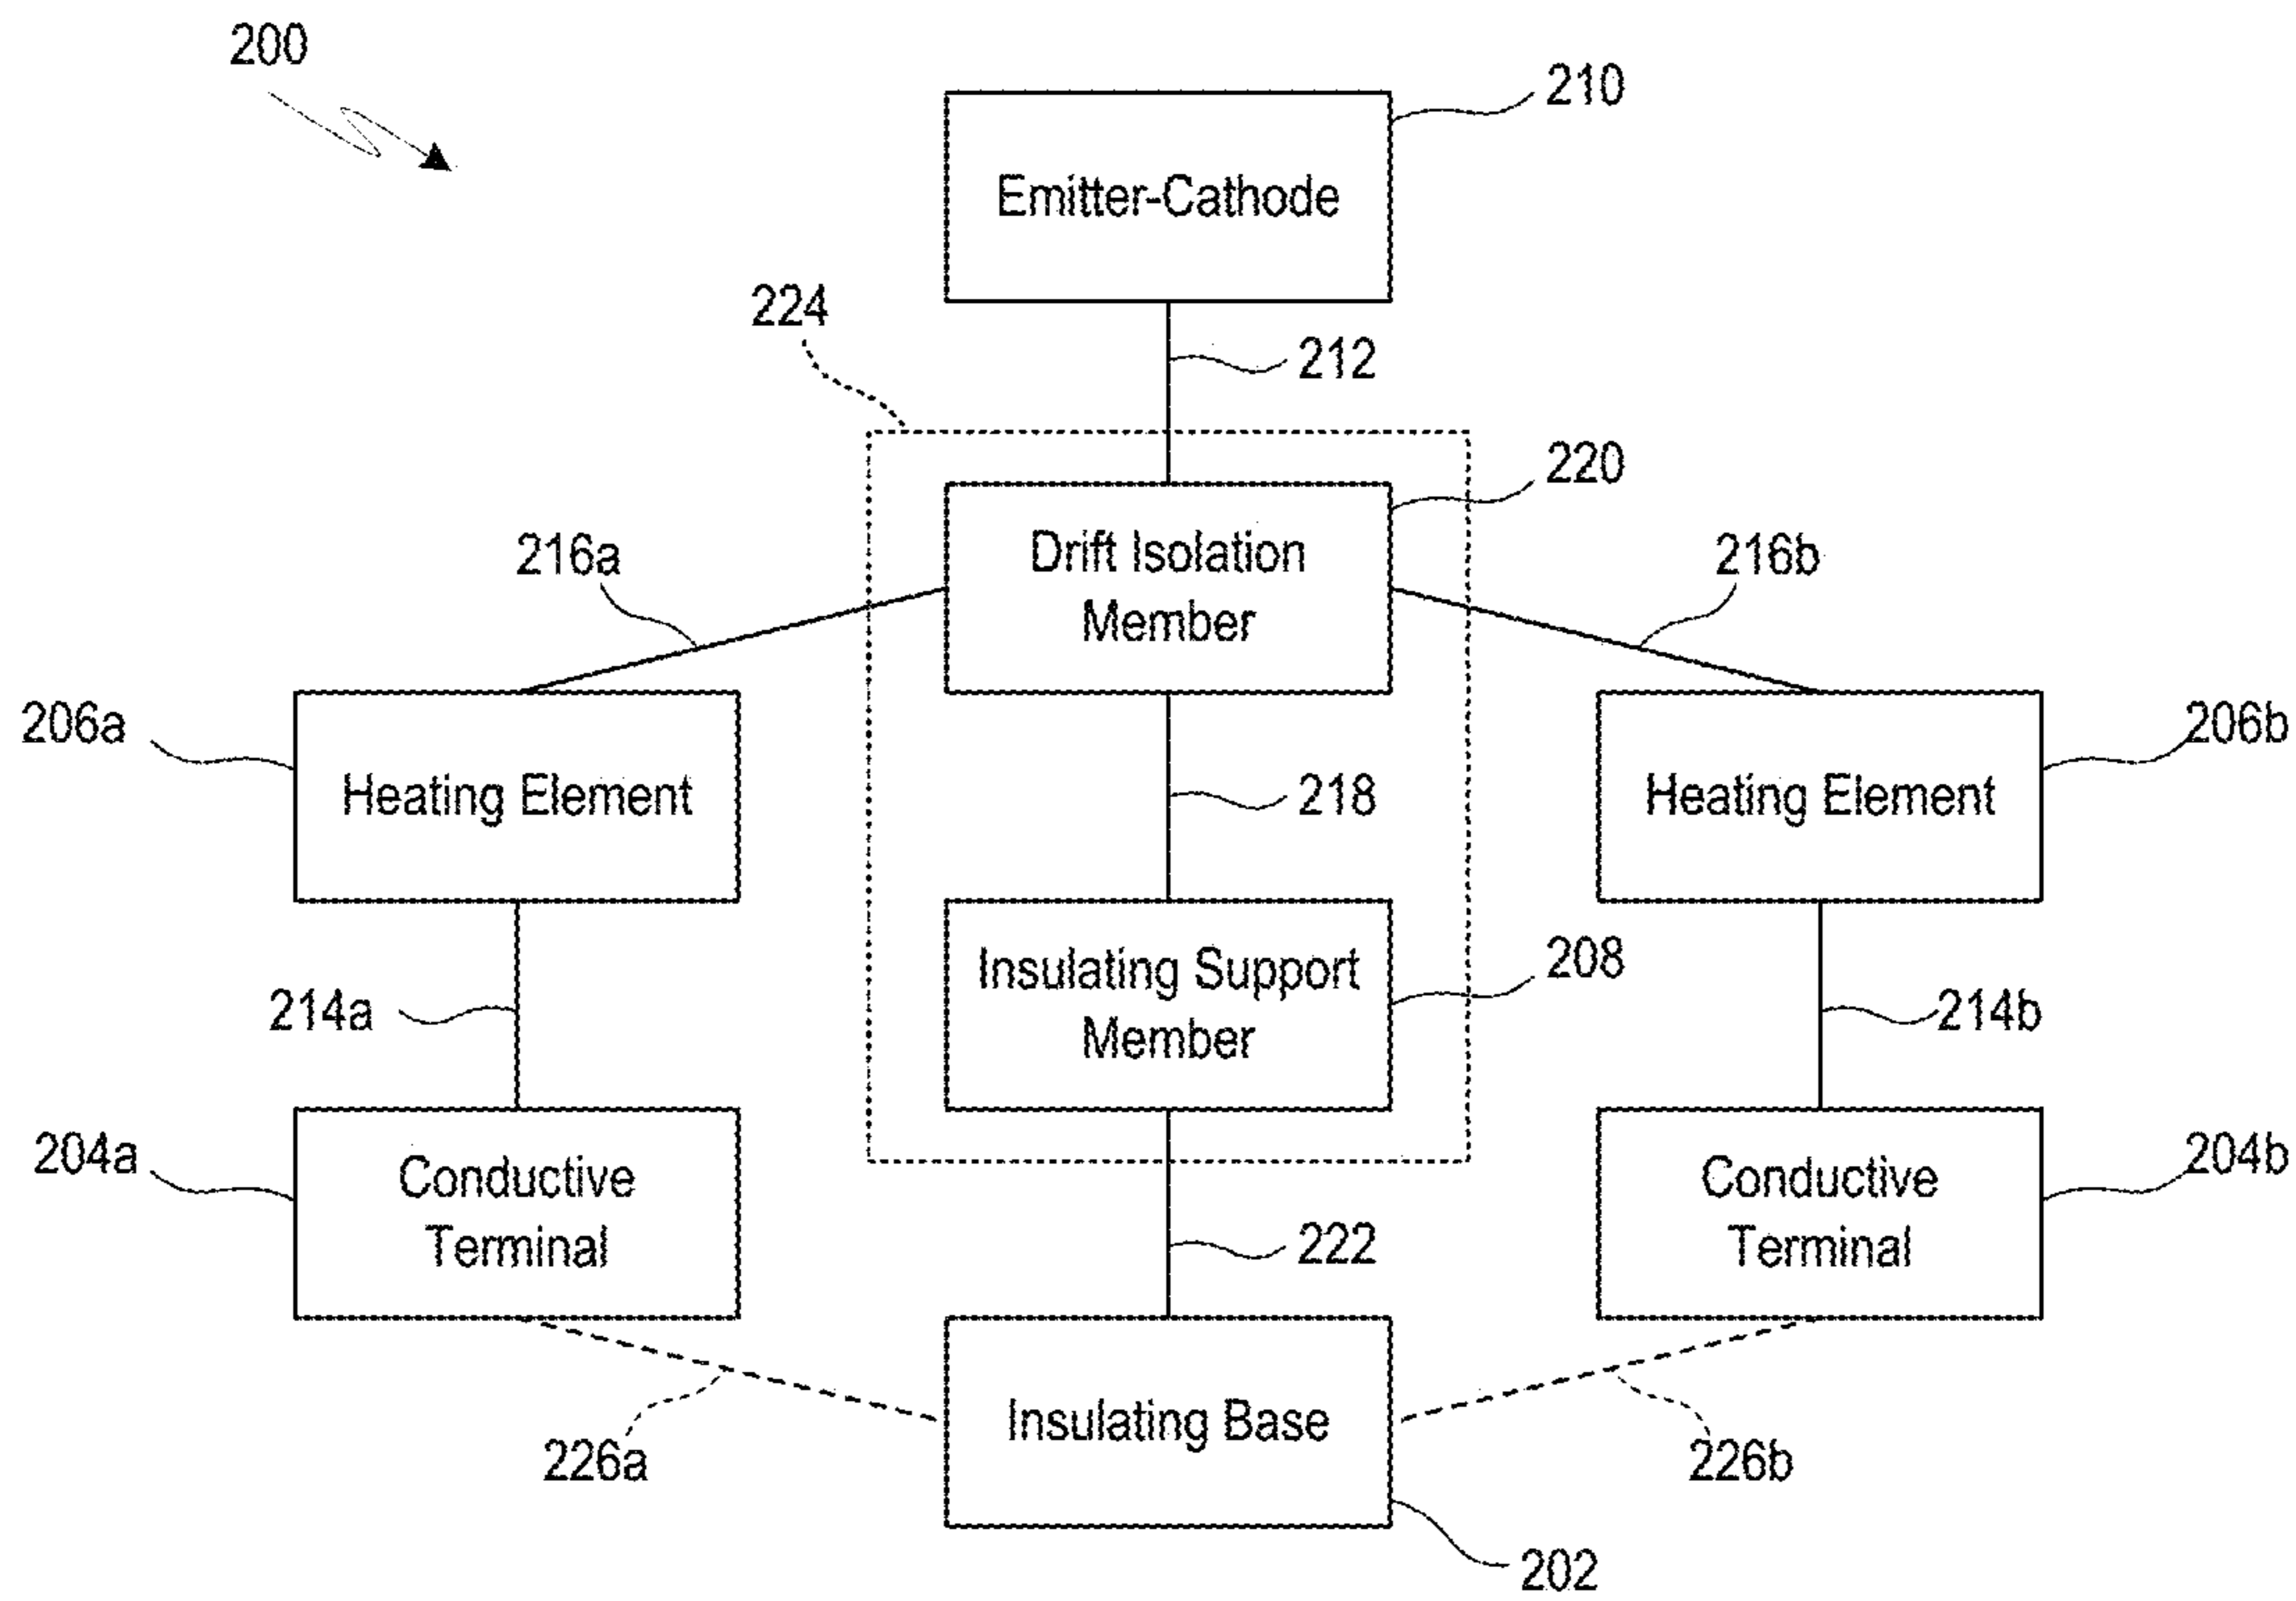 200
210
Emitter-Cathode
224
212
220
216a
Drift Isolation
Member
216b
206a
Heating Element
218
206b
Heating Element
214a
Insulating Support
Member
208
214b
204a
Conductive
Terminal
222
204b
Conductive
Terminal
226a
Insulating Base
226b
202